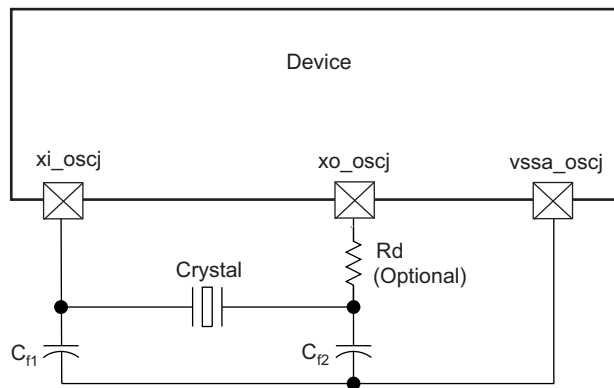 Device
xi_oscj
xo_oscj
vssa_oscj
Rd
(Optional)
Crystal
Cf1
Cf2